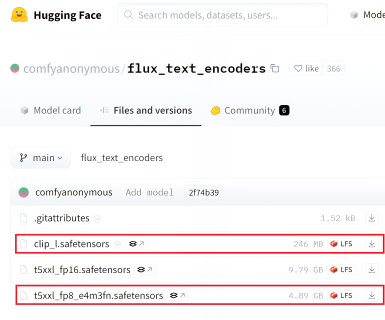 Hugging Face
Search models, datasets, users...
Mode
comfyanonymous/flux_text_encoders
like 366
Model card
Files and versions
Community 6
main
flux_text_encoders
comfyanonymous Add model 2f74b39
.gitattributes 1.52 kB
clip_l.safetensors 246 MB LFS
t5xxl_fp16.safetensors 9.79 GB LFS
t5xxl_fp8_e4m3fn.safetensors 4.89 GB LFS